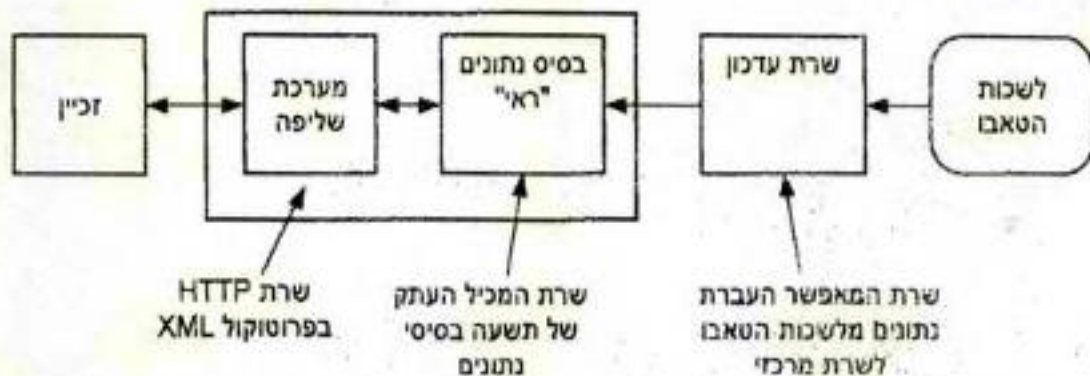 לשכות
הטאבו
שרת עדכון
בסיס נתונים
"ראי"
מערכת
שליפה
זכיין
שרת המאפשר העברת
נתונים מלשכות הטאבו
לשרת מרכזי
שרת המכיל העתק
של תשעה בסיסי
נתונים
שרת HTTP
בפרוטוקול XML